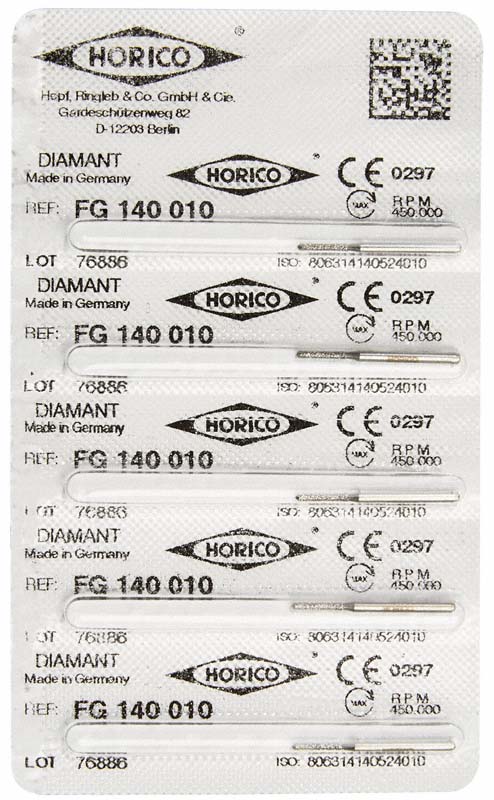 HORICO ®
Hopf, Ringleb & Co. GmbH & Cie.
Gardeschützenweg 82
D-12203 Berlin
DIAMANT
Made in Germany
HORICO ®
CE 0297
REF: FG 140 010
MAX RPM
450.000
LOT 76886
ISO: 806314140524010
DIAMANT
Made in Germany
HORICO ®
CE 0297
REF: FG 140 010
MAX RPM
450.000
LOT 76886
ISO: 806314140524010
DIAMANT
Made in Germany
HORICO ®
CE 0297
REF: FG 140 010
MAX RPM
450.000
LOT 76886
ISO: 806314140524010
DIAMANT
Made in Germany
HORICO ®
CE 0297
REF: FG 140 010
MAX RPM
450.000
LOT 76886
ISO: 806314140524010
DIAMANT
Made in Germany
HORICO ®
CE 0297
REF: FG 140 010
MAX RPM
450.000
LOT 76886
ISO: 806314140524010